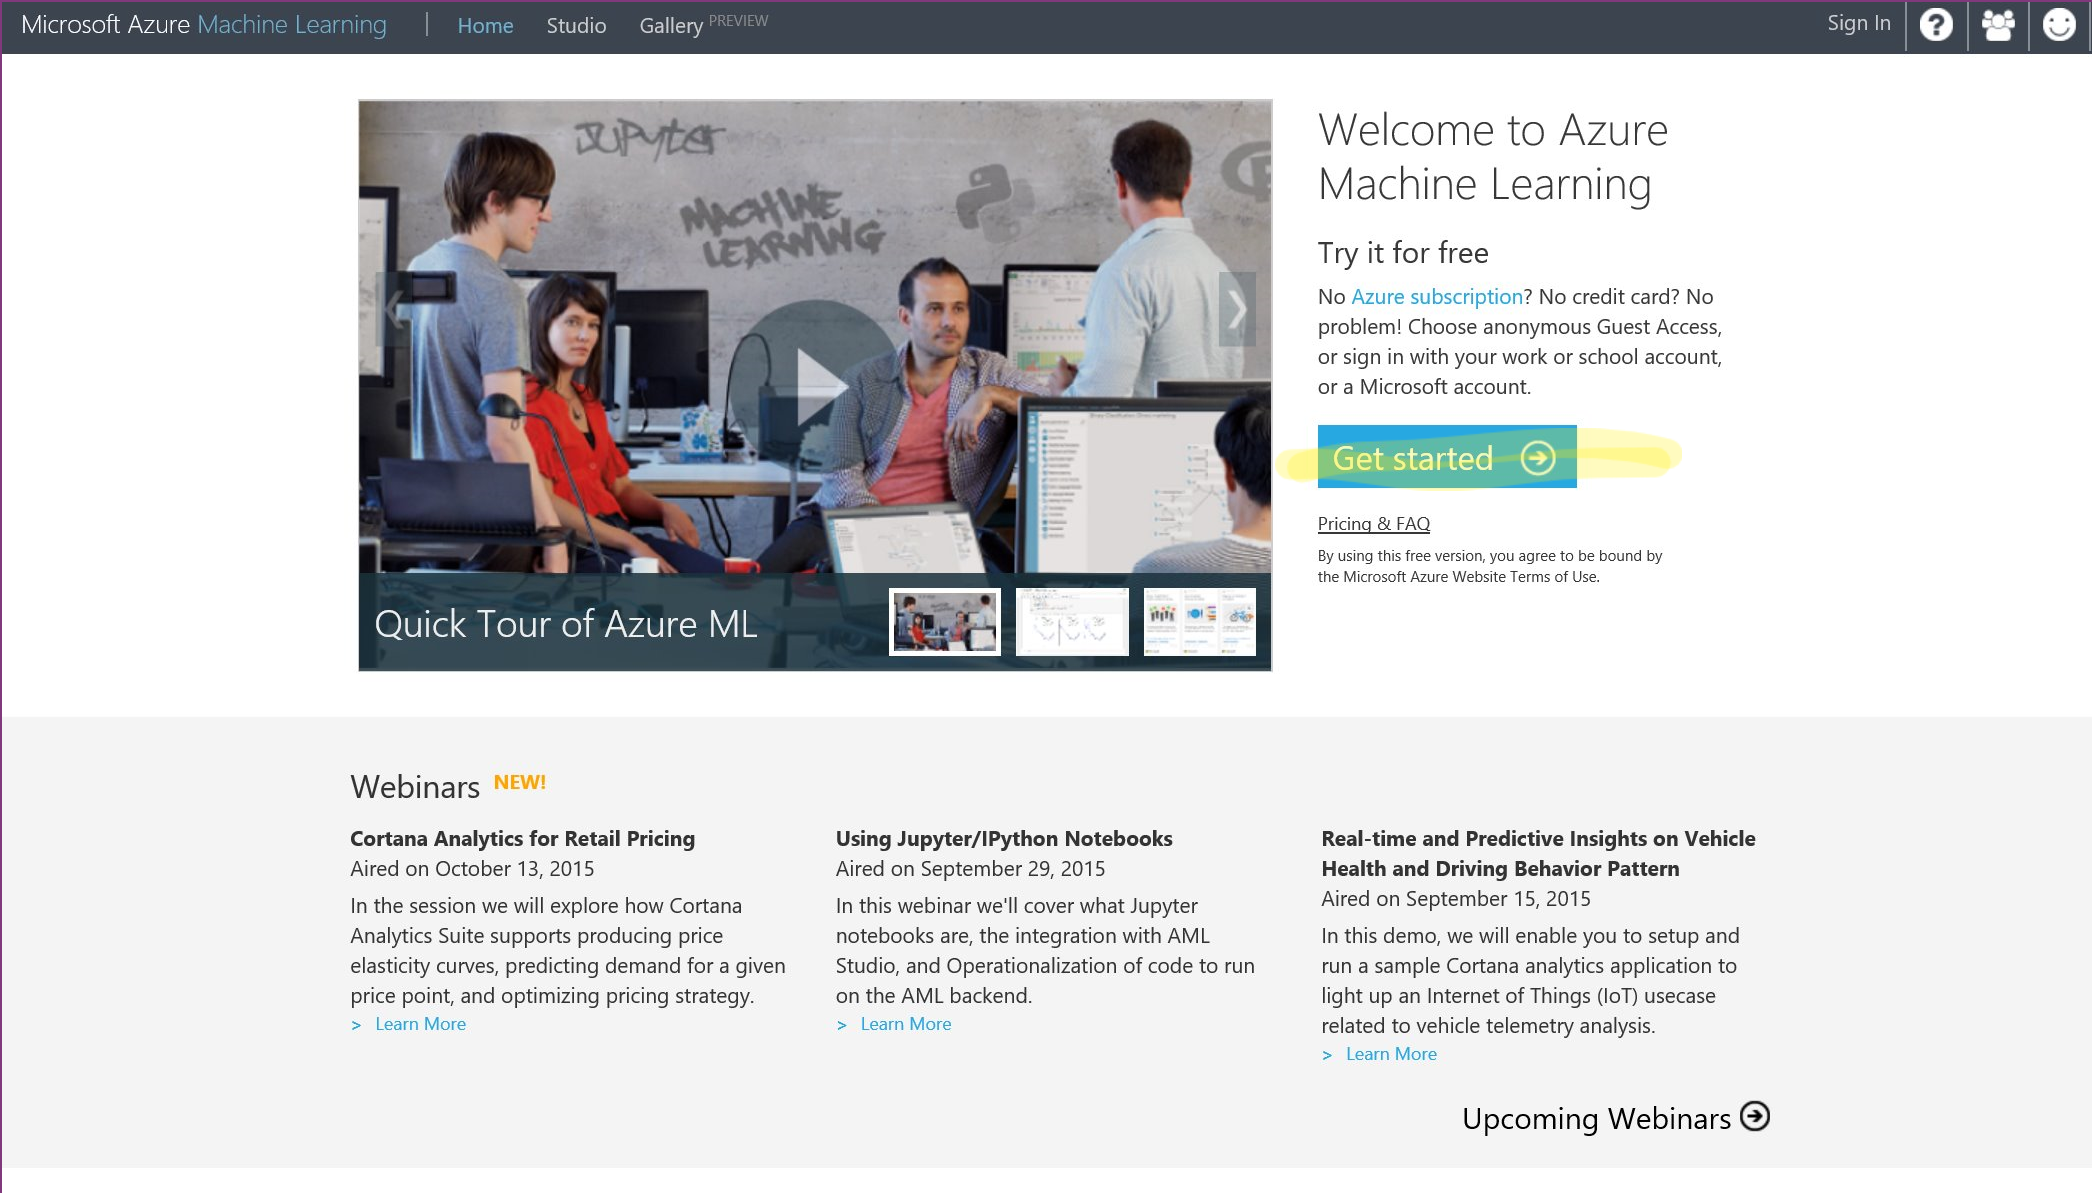 Microsoft Azure Machine Learning | Home Studio Gallery PREVIEW Sign In
JUPYter
MACHINE
LEARNING
R
Quick Tour of Azure ML
Welcome to Azure
Machine Learning
Try it for free
No Azure subscription? No credit card? No
problem! Choose anonymous Guest Access,
or sign in with your work or school account,
or a Microsoft account.
Get started
Pricing & FAQ
By using this free version, you agree to be bound by
the Microsoft Azure Website Terms of Use.
Webinars NEW!
Cortana Analytics for Retail Pricing
Aired on October 13, 2015
In the session we will explore how Cortana
Analytics Suite supports producing price
elasticity curves, predicting demand for a given
price point, and optimizing pricing strategy.
> Learn More
Using Jupyter/IPython Notebooks
Aired on September 29, 2015
In this webinar we'll cover what Jupyter
notebooks are, the integration with AML
Studio, and Operationalization of code to run
on the AML backend.
> Learn More
Real-time and Predictive Insights on Vehicle
Health and Driving Behavior Pattern
Aired on September 15, 2015
In this demo, we will enable you to setup and
run a sample Cortana analytics application to
light up an Internet of Things (IoT) usecase
related to vehicle telemetry analysis.
> Learn More
Upcoming Webinars